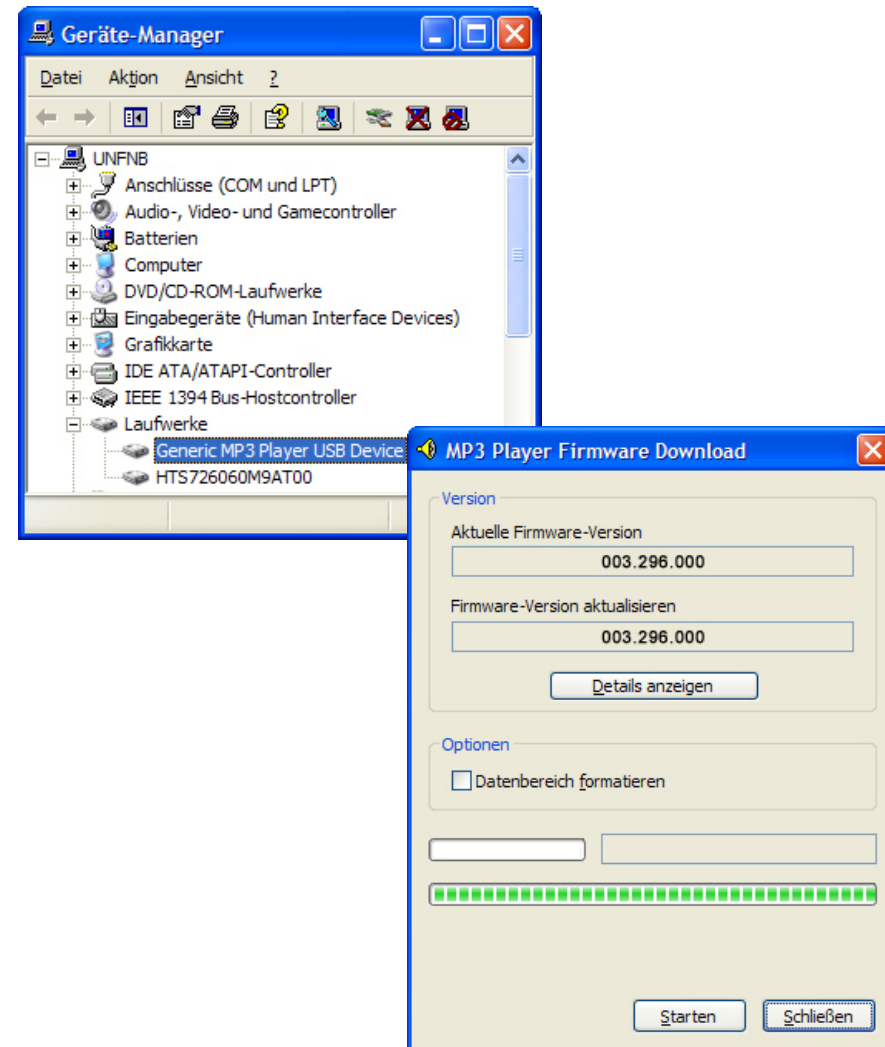 Geräte-Manager
Datei Aktion Ansicht ?
UNFNB
Anschlüsse (COM und LPT)
Audio-, Video- und Gamecontroller
Batterien
Computer
DVD/CD-ROM-Laufwerke
Eingabegeräte (Human Interface Devices)
Grafikkarte
IDE ATA/ATAPI-Controller
IEEE 1394 Bus-Hostcontroller
Laufwerke
Generic MP3 Player USB Device
HTS726060M9AT00
MP3 Player Firmware Download
Version
Aktuelle Firmware-Version
003.296.000
Firmware-Version aktualisieren
003.296.000
Details anzeigen
Optionen
Datenbereich formatieren
Starten Schließen